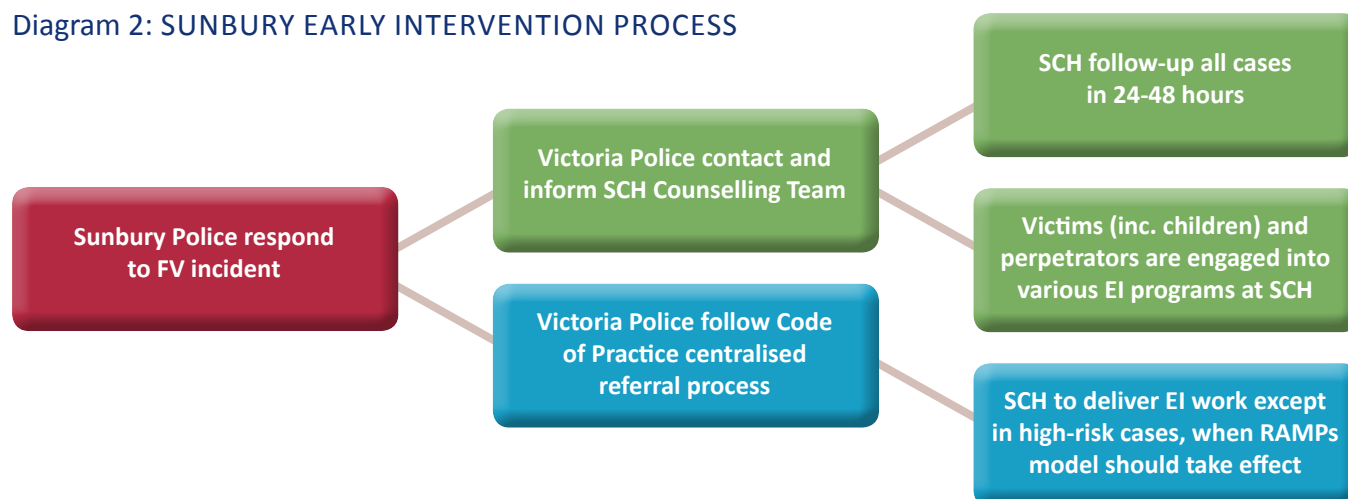 Diagram 2: SUNBURY EARLY INTERVENTION PROCESS
Sunbury Police respond
to FV incident
Victoria Police contact and
inform SCH Counselling Team
Victoria Police follow Code
of Practice centralised
referral process
SCH follow-up all cases
in 24-48 hours
Victims (inc. children) and
perpetrators are engaged into
various EI programs at SCH
SCH to deliver EI work except
in high-risk cases, when RAMPs
model should take effect